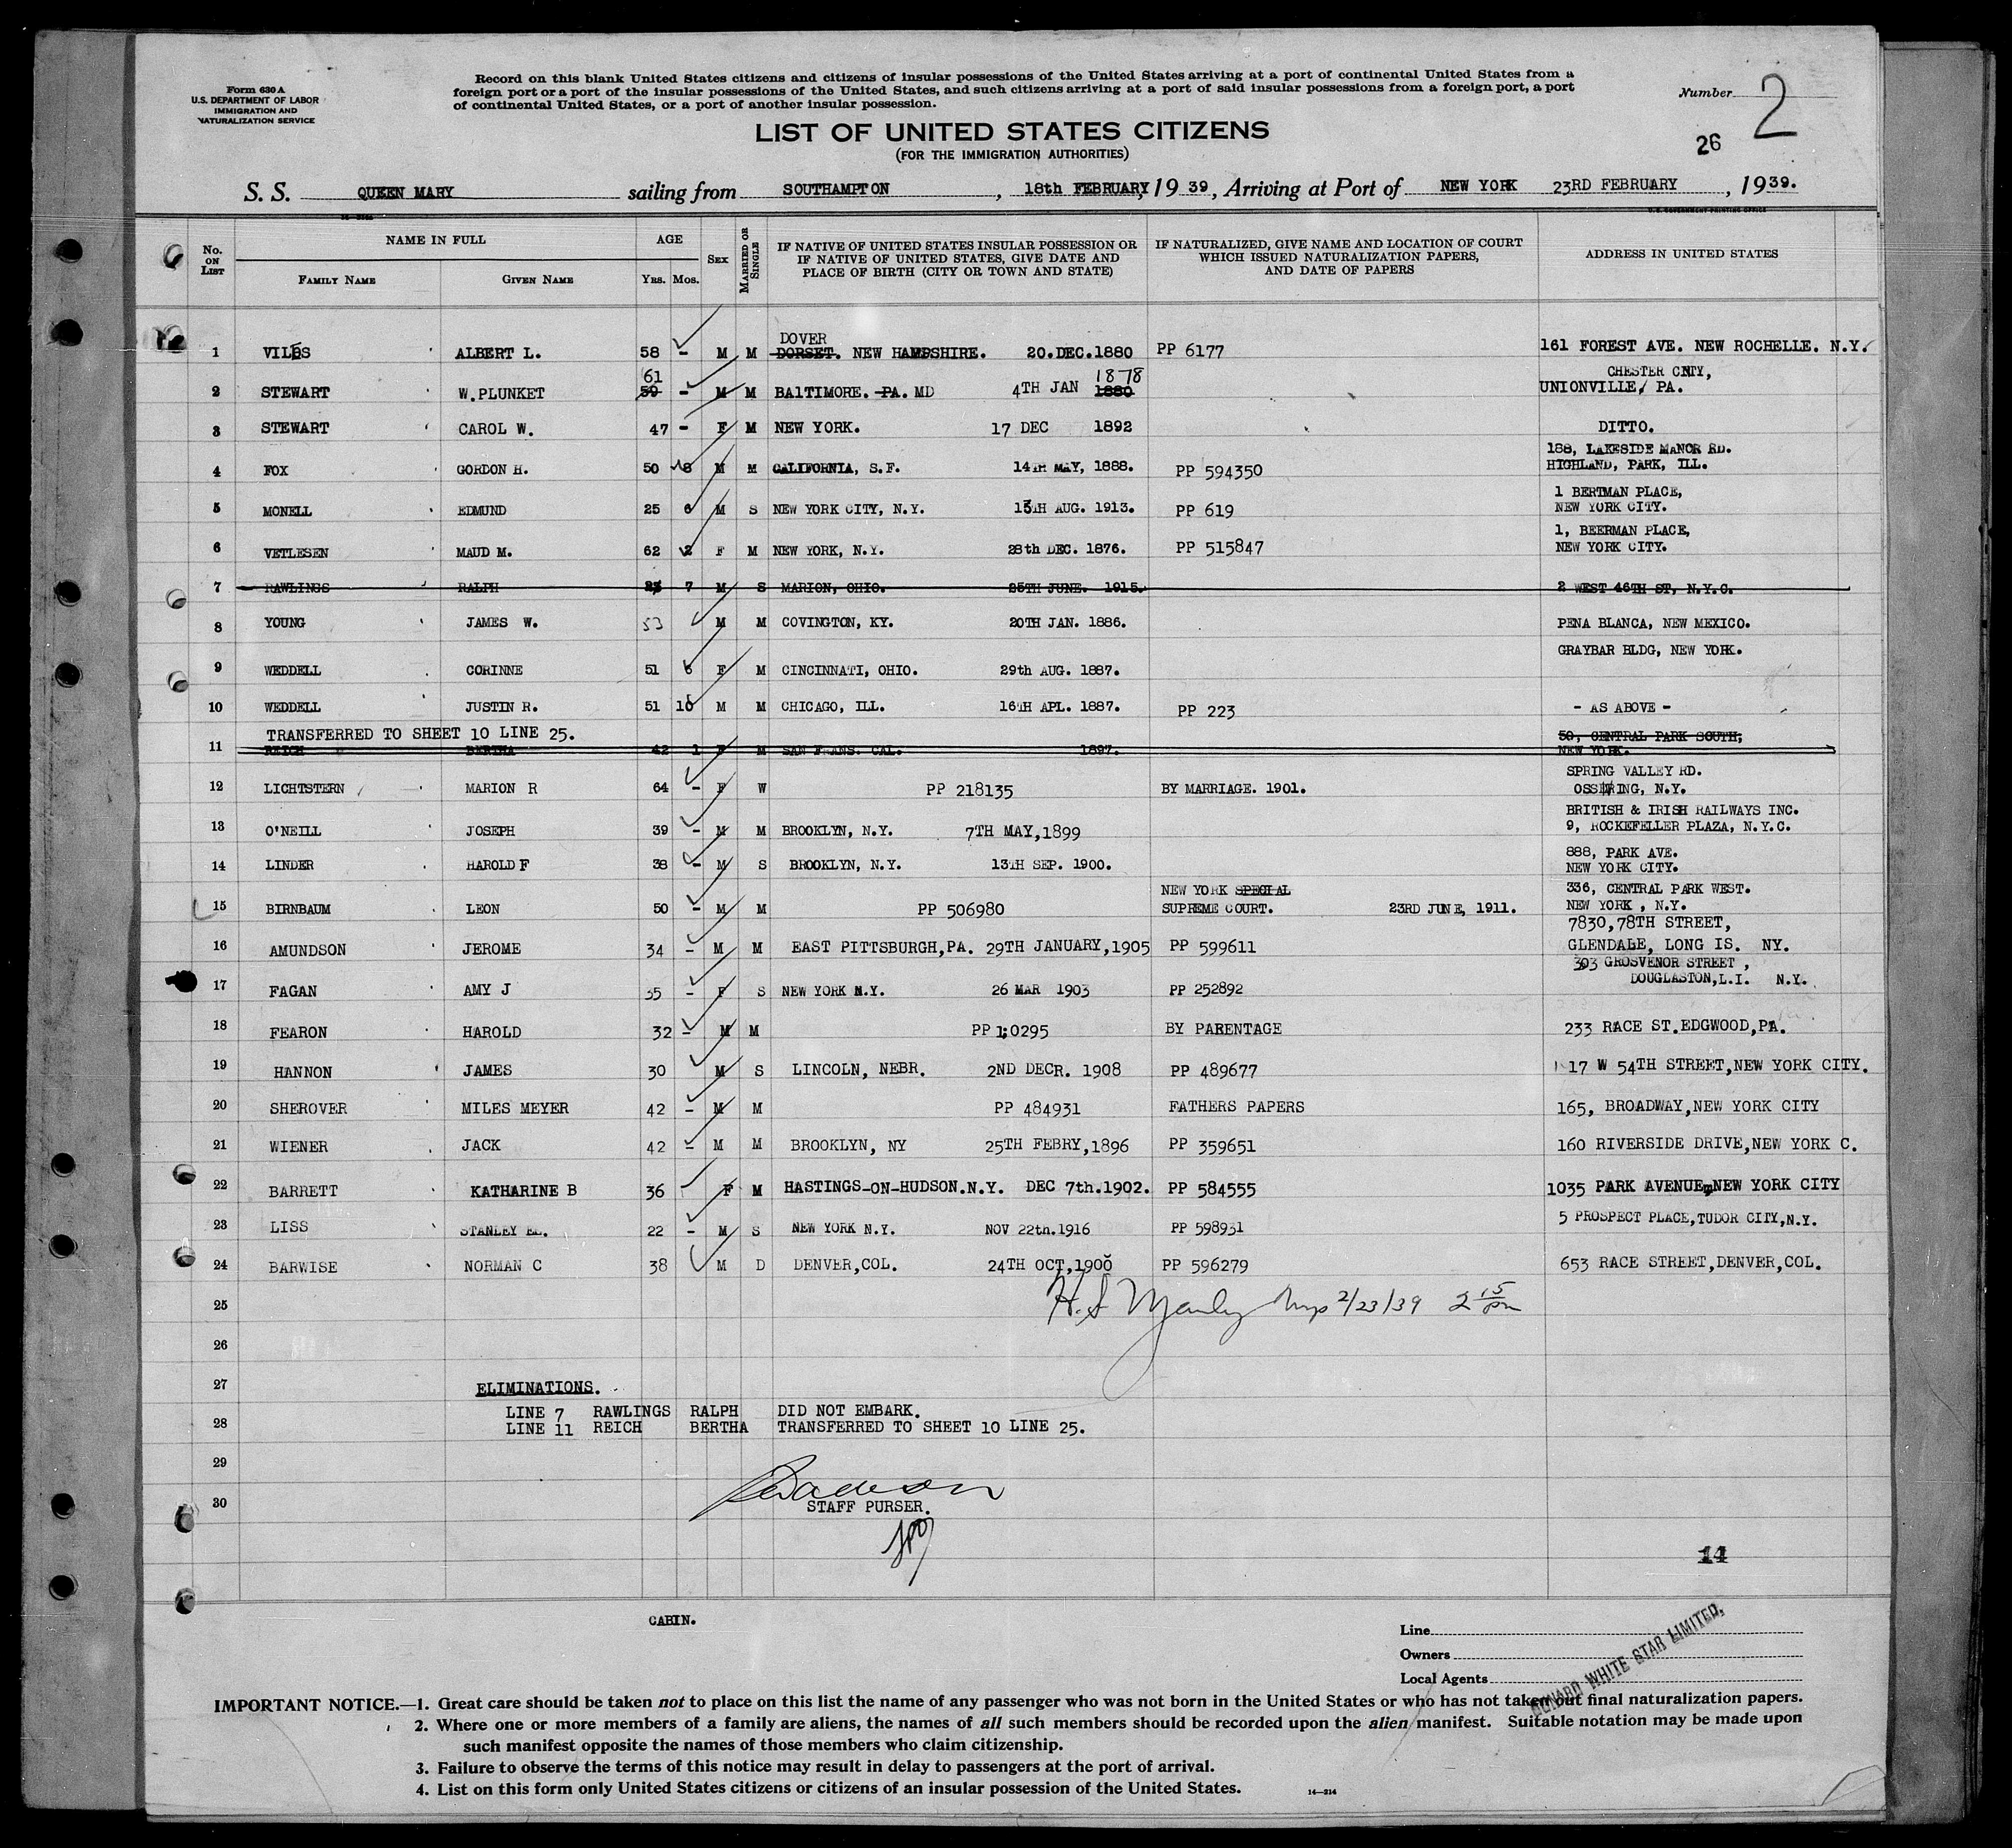 Form 630 A
U.S. DEPARTMENT OF LABOR
IMMIGRATION AND
NATURALIZATION SERVICE
Record on this blank United States citizens and citizens of insular possessions of the United States arriving at a port of continental United States from a
foreign port or a port of the insular possessions of the United States, and such citizens arriving at a port of said insular possessions from a foreign port, a port
of continental United States, or a port of another insular possession.
Number 2
26
LIST OF UNITED STATES CITIZENS
(FOR THE IMMIGRATION AUTHORITIES)
S. S. QUEEN MARY sailing from SOUTHAMPTON, 18th FEBRUARY, 19 39, Arriving at Port of NEW YORK 23RD FEBRUARY, 1939.
No. ON LIST
NAME IN FULL
FAMILY NAME
GIVEN NAME
AGE
YRS. MOS.
SEX
MARRIED OR SINGLE
IF NATIVE OF UNITED STATES INSULAR POSSESSION OR
IF NATIVE OF UNITED STATES, GIVE DATE AND
PLACE OF BIRTH (CITY OR TOWN AND STATE)
IF NATURALIZED, GIVE NAME AND LOCATION OF COURT
WHICH ISSUED NATURALIZATION PAPERS,
AND DATE OF PAPERS
ADDRESS IN UNITED STATES
DOVER
1 VILES ALBERT L. 58 - M M DORSET. NEW HAMPSHIRE. 20.DEC.1880 PP 6177 161 FOREST AVE. NEW ROCHELLE. N.Y.
61 1878 CHESTER CNTY,
2 STEWART W.PLUNKET 59 - M M BALTIMORE. PA. MD 4TH JAN 1880 UNIONVILLE, PA.
3 STEWART CAROL W. 47 - F M NEW YORK. 17 DEC 1892 DITTO.
188, LAKESIDE MANOR RD.
4 FOX GORDON H. 50 8 M M CALIFORNIA, S.F. 14TH MAY, 1888. PP 594350 HIGHLAND, PARK, ILL.
1 BERTMAN PLACE,
5 MONELL EDMUND 25 6 M S NEW YORK CITY, N.Y. 13TH AUG. 1913. PP 619 NEW YORK CITY.
1, BEERMAN PLACE,
6 VETLESEN MAUD M. 62 2 F M NEW YORK, N.Y. 28th DEC. 1876. PP 515847 NEW YORK CITY.
7 RAWLINGS RALPH 23 7 M S MARION, OHIO. 25TH JUNE. 1915. 2 WEST 46TH ST, N.Y.C.
8 YOUNG JAMES W. 53 M M COVINGTON, KY. 20TH JAN. 1886. PENA BLANCA, NEW MEXICO.
GRAYBAR BLDG, NEW YORK.
9 WEDDELL CORINNE 51 F M CINCINNATI, OHIO. 29th AUG. 1887.
10 WEDDELL JUSTIN R. 51 10 M M CHICAGO, ILL. 16TH APL. 1887. PP 223 - AS ABOVE -
TRANSFERRED TO SHEET 10 LINE 25. 50, CENTRAL PARK SOUTH,
11 REICH BERTHA 42 1 F M SAN FRANS. CAL. 1897. NEW YORK.
SPRING VALLEY RD.
12 LICHTSTERN MARION R 64 - F W PP 218135 BY MARRIAGE. 1901. OSSINING, N.Y.
BRITISH & IRISH RAILWAYS INC.
13 O'NEILL JOSEPH 39 - M M BROOKLYN, N.Y. 7TH MAY,1899 9, ROCKEFELLER PLAZA, N.Y.C.
888, PARK AVE.
14 LINDER HAROLD F 38 - M S BROOKLYN, N.Y. 13TH SEP. 1900. NEW YORK CITY.
NEW YORK SPECIAL 336, CENTRAL PARK WEST.
15 BIRNBAUM LEON 50 - M M PP 506980 SUPREME COURT. 23RD JUNE, 1911. NEW YORK, N.Y.
7830,78TH STREET,
16 AMUNDSON JEROME 34 - M M EAST PITTSBURGH,PA. 29TH JANUARY,1905 PP 599611 GLENDALE, LONG IS. NY.
303 GROSVENOR STREET,
17 FAGAN AMY J 35 - F S NEW YORK N.Y. 26 MAR 1903 PP 252892 DOUGLASTON,L.I. N.Y.
18 FEARON HAROLD 32 - M M PP 1;0295 BY PARENTAGE 233 RACE ST.EDGWOOD,PA.
19 HANNON JAMES 30 M S LINCOLN, NEBR. 2ND DECR. 1908 PP 489677 17 W 54TH STREET,NEW YORK CITY.
20 SHEROVER MILES MEYER 42 - M M PP 484931 FATHERS PAPERS 165, BROADWAY,NEW YORK CITY
21 WIENER JACK 42 - M M BROOKLYN, NY 25TH FEBRY,1896 PP 359651 160 RIVERSIDE DRIVE,NEW YORK C.
22 BARRETT KATHARINE B 36 F M HASTINGS-ON-HUDSON.N.Y. DEC 7th.1902. PP 584555 1035 PARK AVENUE,NEW YORK CITY
23 LISS STANLEY EL. 22 - M S NEW YORK N.Y. NOV 22th.1916 PP 598931 5 PROSPECT PLACE,TUDOR CITY,N.Y.
24 BARWISE NORMAN C 38 M D DENVER,COL. 24TH OCT,1900 PP 596279 653 RACE STREET,DENVER,COL.
25 H.S Manly Insp 2/23/39 2 15 pm
26
27 ELIMINATIONS.
LINE 7 RAWLINGS RALPH DID NOT EMBARK.
28 LINE 11 REICH BERTHA TRANSFERRED TO SHEET 10 LINE 25.
29
30 STAFF PURSER.
14
CABIN.
Line
Owners
Local Agents
CUNARD WHITE STAR LIMITED,
IMPORTANT NOTICE.—1. Great care should be taken not to place on this list the name of any passenger who was not born in the United States or who has not taken out final naturalization papers.
2. Where one or more members of a family are aliens, the names of all such members should be recorded upon the alien manifest. Suitable notation may be made upon
such manifest opposite the names of those members who claim citizenship.
3. Failure to observe the terms of this notice may result in delay to passengers at the port of arrival.
4. List on this form only United States citizens or citizens of an insular possession of the United States.
14—214